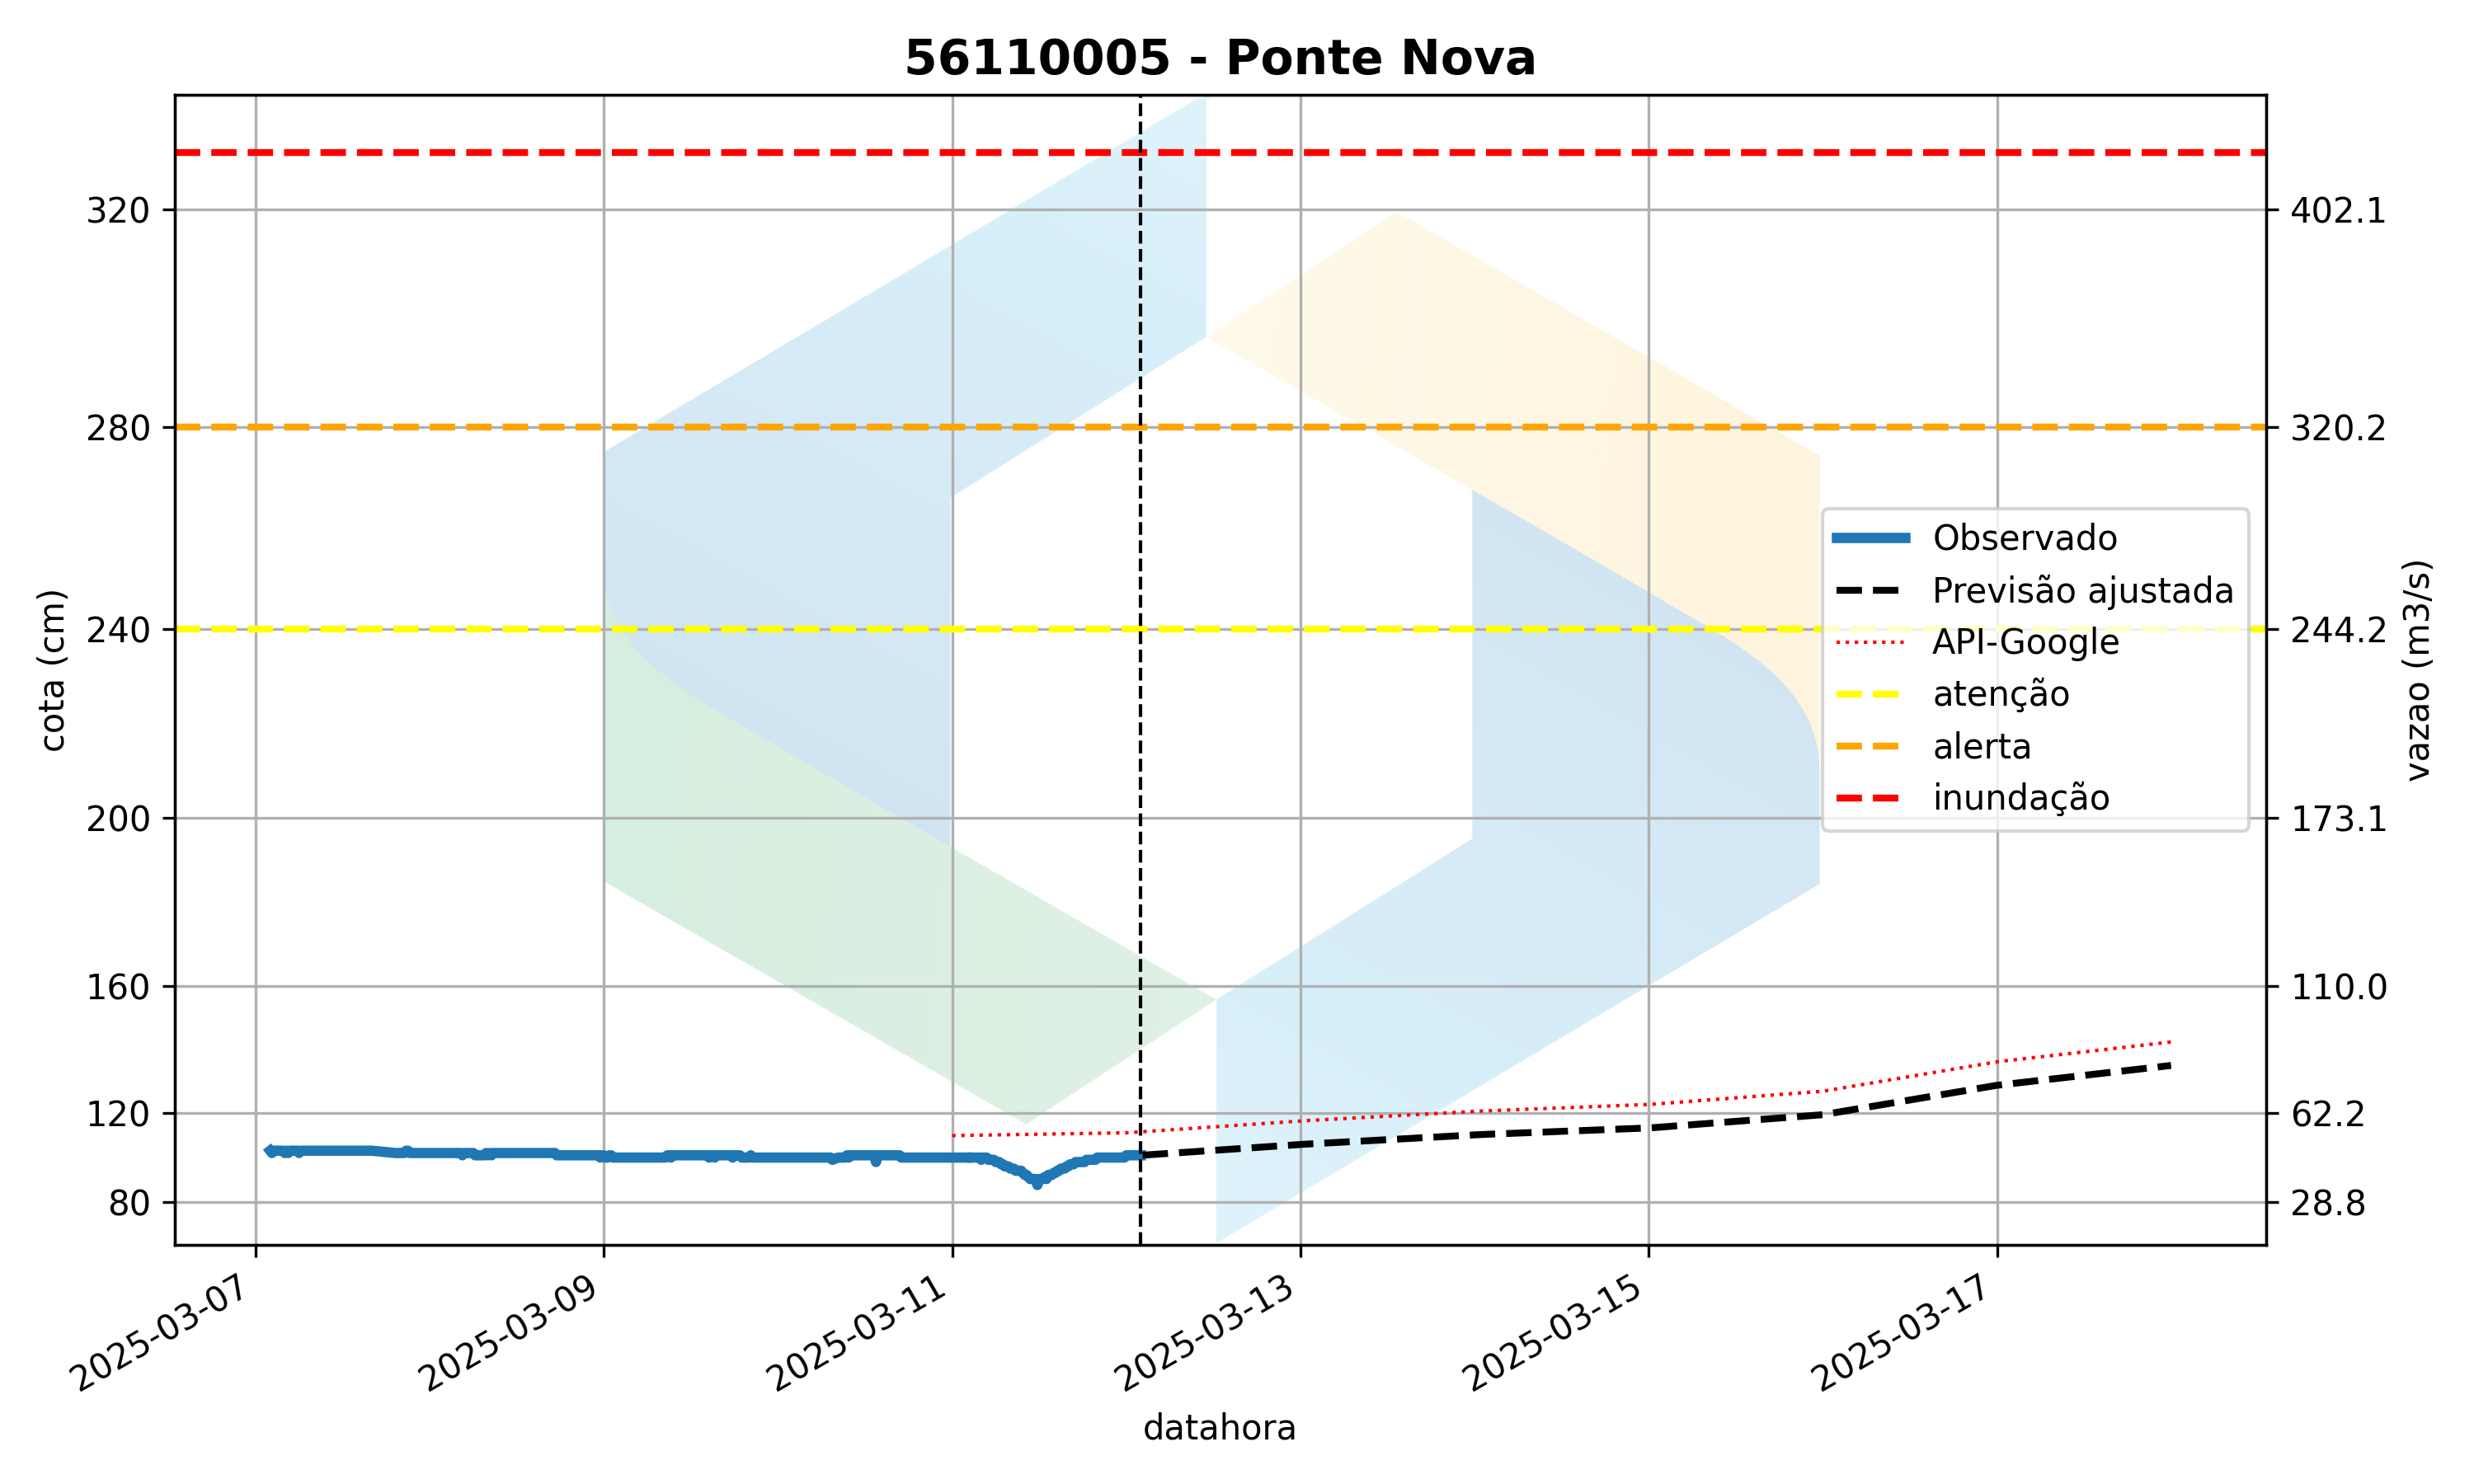 56110005 - Ponte Nova
cota (cm)
320
280
240
200
160
120
80
402.1
320.2
244.2
173.1
110.0
62.2
28.8
vazao (m3/s)
Observado
Previsão ajustada
API-Google
atenção
alerta
inundação
2025-03-07
2025-03-09
2025-03-11
2025-03-13
2025-03-15
2025-03-17
datahora